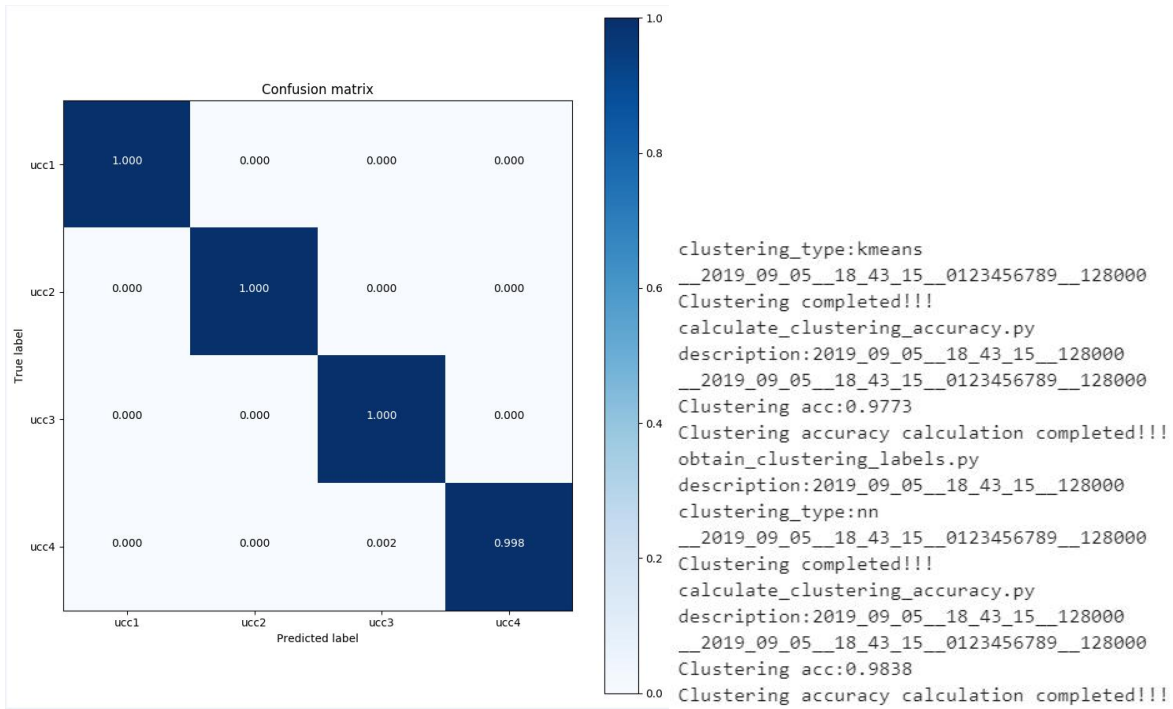 Confusion matrix
1.0
0.8
0.6
0.4
0.2
0.0
True label
ucc1
1.000 0.000 0.000 0.000
ucc2
0.000 1.000 0.000 0.000
ucc3
0.000 0.000 1.000 0.000
ucc4
0.000 0.000 0.002 0.998
ucc1 ucc2 ucc3 ucc4
Predicted label
clustering_type:kmeans
__2019_09_05__18_43_15__0123456789__128000
Clustering completed!!!
calculate_clustering_accuracy.py
description:2019_09_05__18_43_15__128000
__2019_09_05__18_43_15__0123456789__128000
Clustering acc:0.9773
Clustering accuracy calculation completed!!!
obtain_clustering_labels.py
description:2019_09_05__18_43_15__128000
clustering_type:nn
__2019_09_05__18_43_15__0123456789__128000
Clustering completed!!!
calculate_clustering_accuracy.py
description:2019_09_05__18_43_15__128000
__2019_09_05__18_43_15__0123456789__128000
Clustering acc:0.9838
Clustering accuracy calculation completed!!!